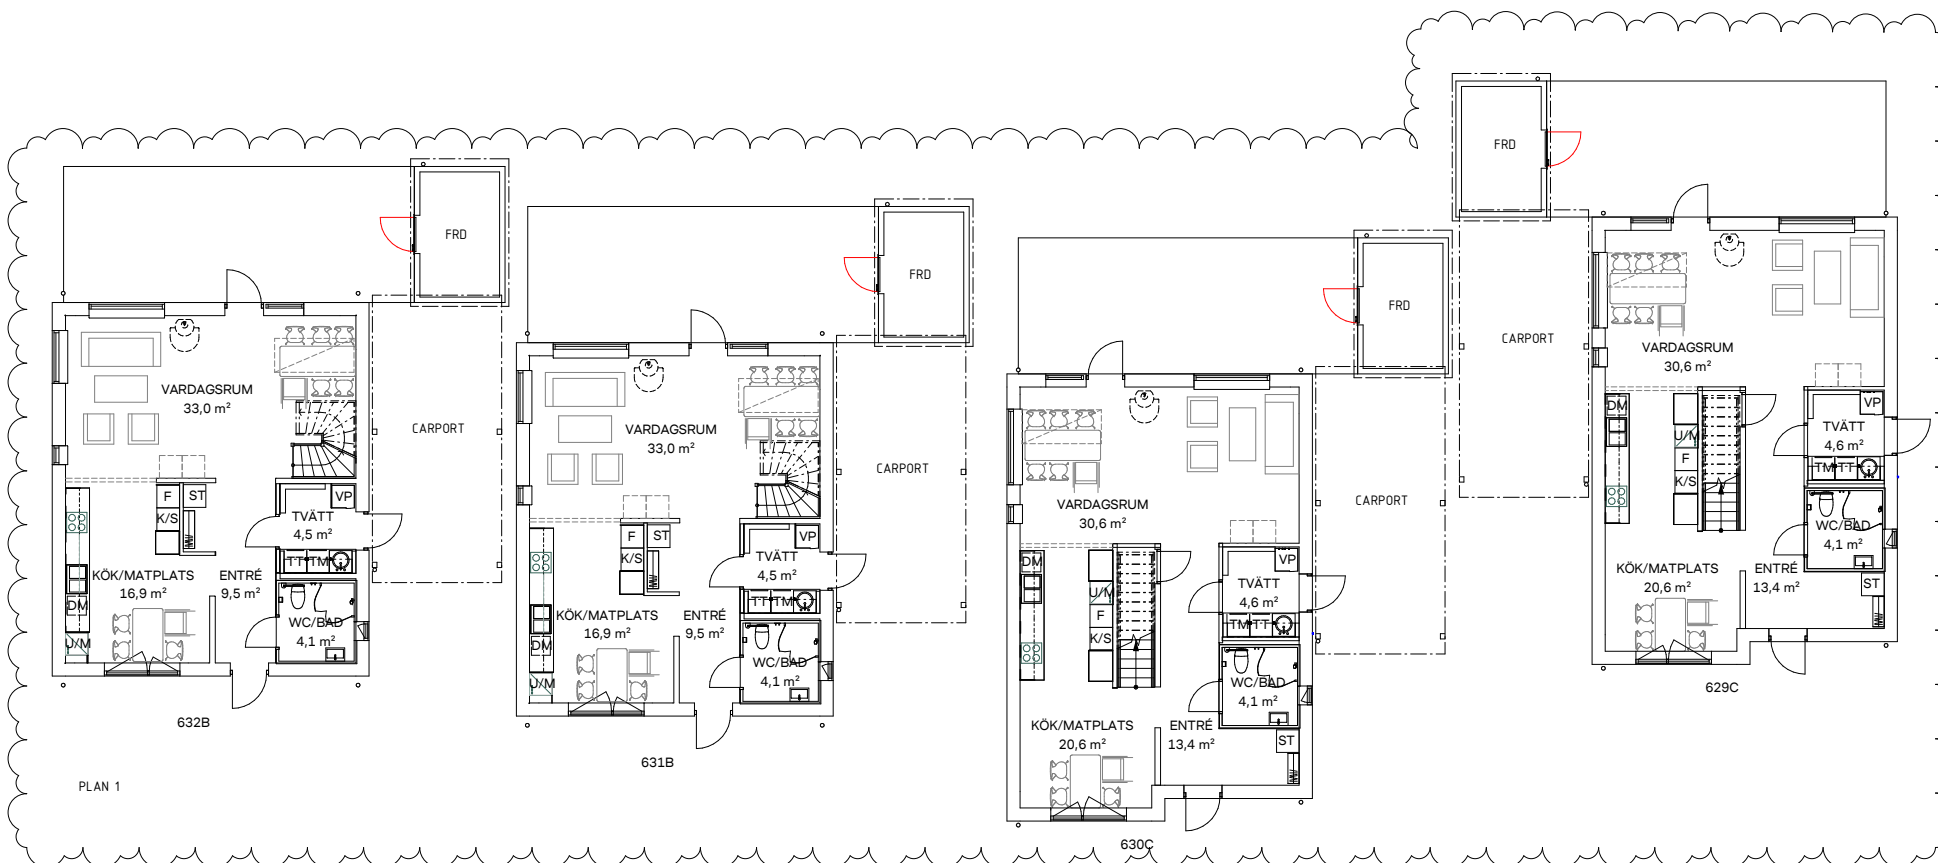 FRD
VARDAGSRUM
33,0 m²
CARPORT
F
ST
K/S
VP
TVÄTT
4,5 m²
TT
TM
KÖK/MATPLATS
16,9 m²
ENTRÉ
9,5 m²
DM
U/M
WC/BAD
4,1 m²
632B
PLAN 1
FRD
VARDAGSRUM
33,0 m²
CARPORT
F
ST
K/S
VP
TVÄTT
4,5 m²
TT
TM
KÖK/MATPLATS
16,9 m²
ENTRÉ
9,5 m²
DM
U/M
WC/BAD
4,1 m²
631B
FRD
VARDAGSRUM
30,6 m²
CARPORT
DM
U/M
F
K/S
VP
TVÄTT
4,6 m²
TM
TT
WC/BAD
4,1 m²
KÖK/MATPLATS
20,6 m²
ENTRÉ
13,4 m²
ST
630C
FRD
CARPORT
VARDAGSRUM
30,6 m²
DM
U/M
F
K/S
VP
TVÄTT
4,6 m²
TM
TT
WC/BAD
4,1 m²
KÖK/MATPLATS
20,6 m²
ENTRÉ
13,4 m²
ST
629C